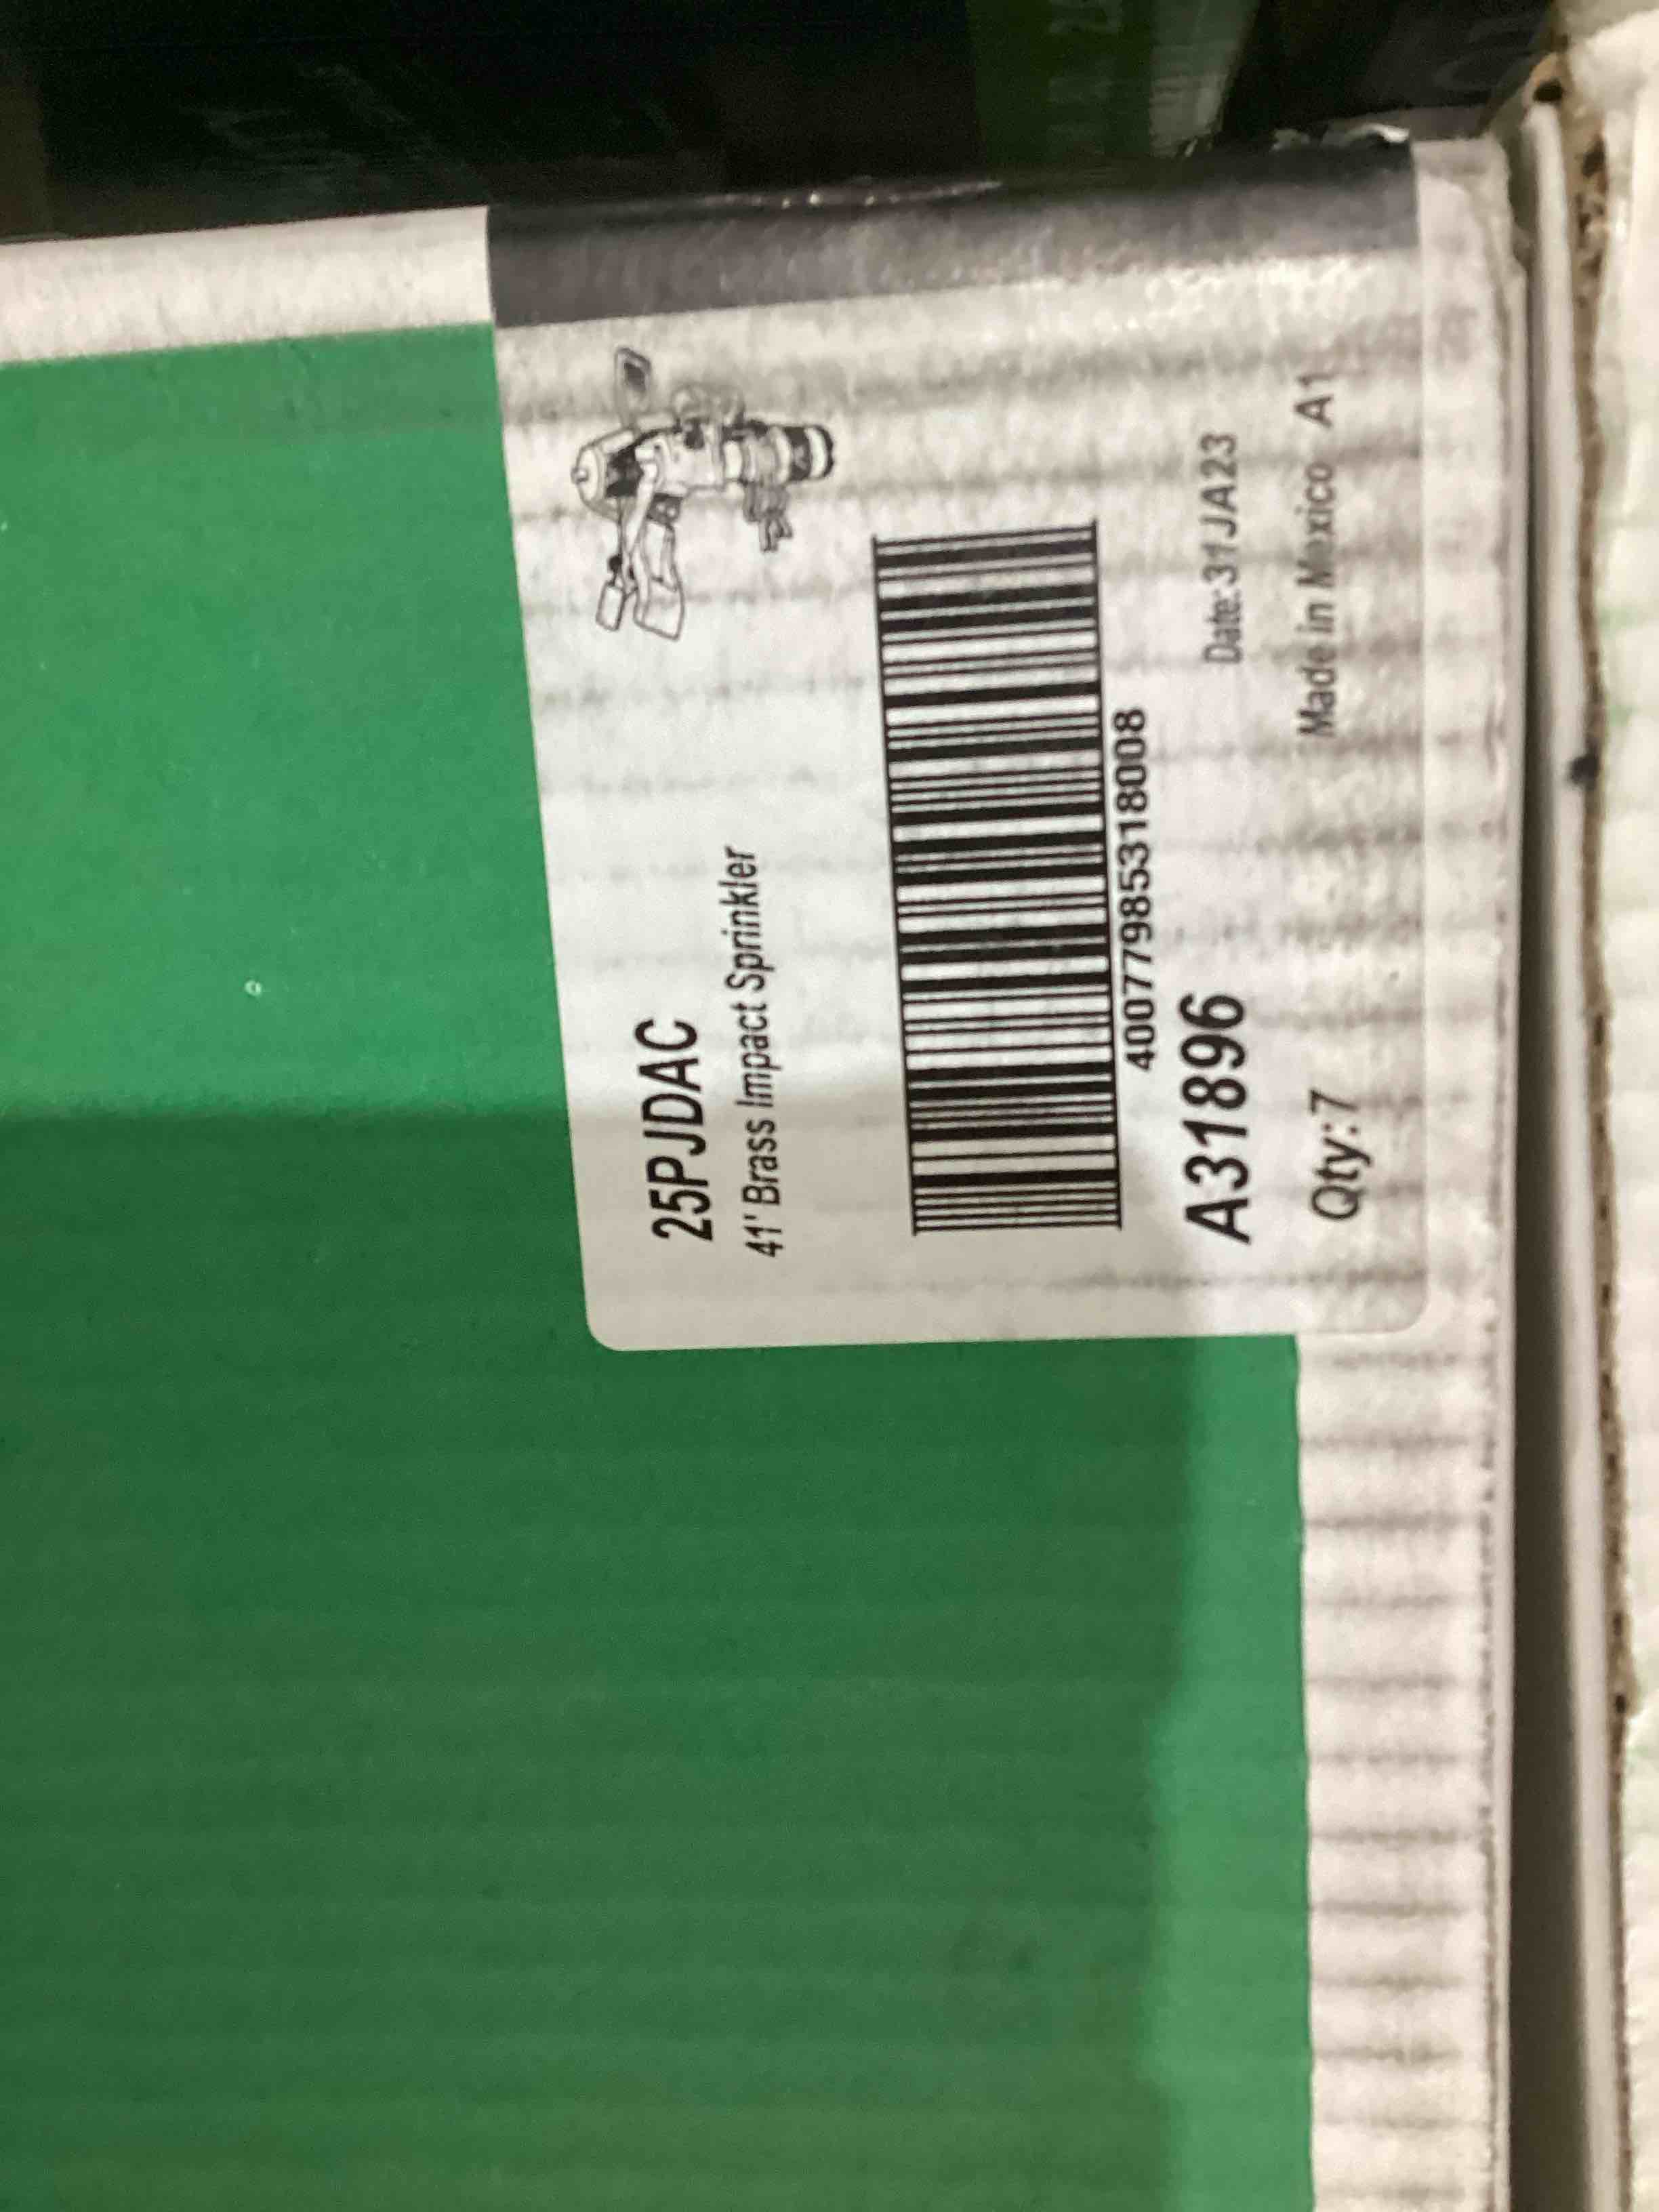 25PJDAC
41' Brass Impact Sprinkler
40077985318008
A31896
Date:31JA23
Qty:7
Made in Mexico A1